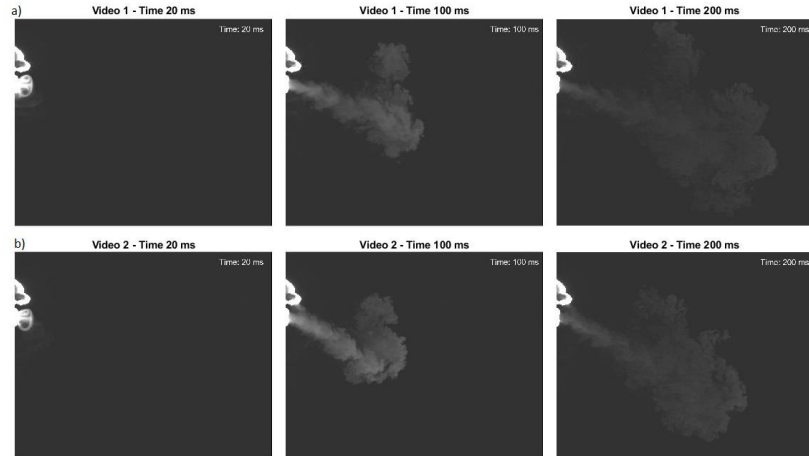 a)
Video 1 - Time 20 ms
Video 1 - Time 100 ms
Video 1 - Time 200 ms
Time: 20 ms
Time: 100 ms
Time: 200 ms
b)
Video 2 - Time 20 ms
Video 2 - Time 100 ms
Video 2 - Time 200 ms
Time: 20 ms
Time: 100 ms
Time: 200 ms